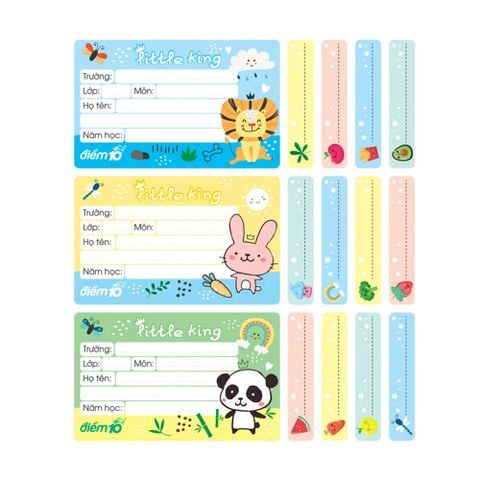 little king
Trường:
Lớp: Môn:
Họ tên:
Năm học:
điểm 10
little king
Trường:
Lớp: Môn:
Họ tên:
Năm học:
điểm 10
little king
Trường:
Lớp: Môn:
Họ tên:
Năm học:
điểm 10